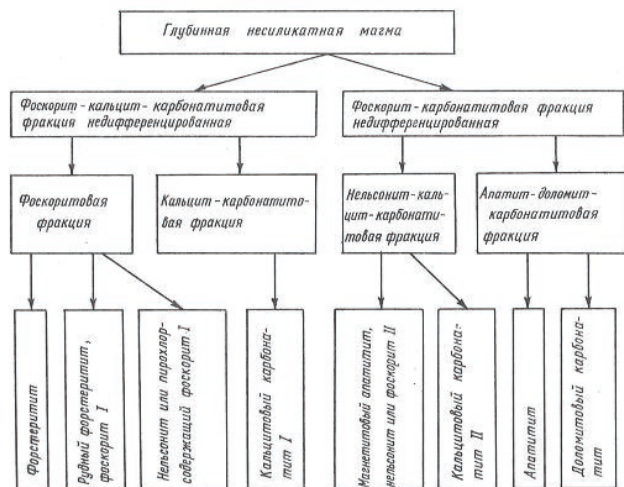 Глубинная несиликатная магма
Фоскорит-кальцит-карбонатитовая
фракция недифференцированная
Фоскорит-карбонатитовая фракция
недифференцированная
Фоскоритовая
фракция
Кальцит-карбонатито-
вая фракция
Нельсонит-каль-
цит-карбонати-
товая фракция
Апатит-доломит-
-карбонатитовая
фракция
Форстеритит
Рудный форстеритит,
фоскорит I
Нельсонит или пирохлор-
содержащий фоскорит I
Кальцитовый карбона-
тит I
Магнетитовый апатитит,
нельсонит или фоскорит II
Кальцитовый карбона-
тит II
Апатитит
Доломитовый карбона-
тит